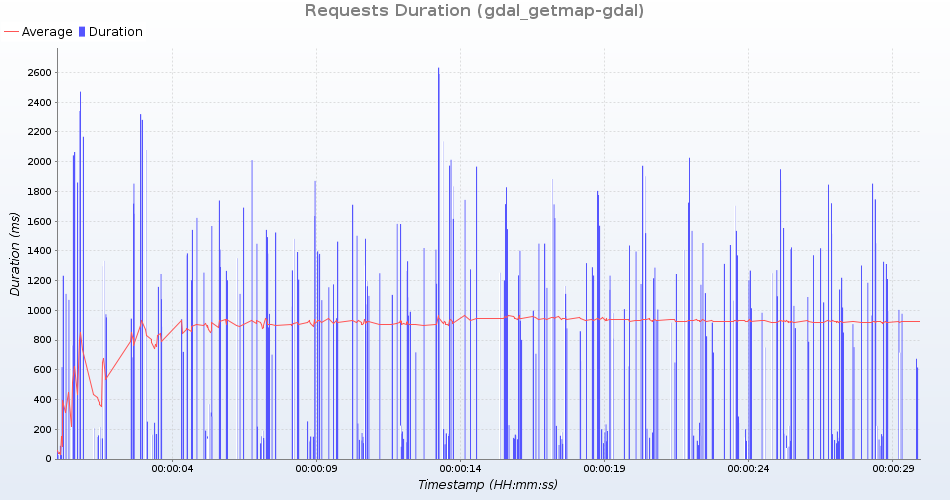 Requests Duration (gdal_getmap-gdal)
Average Duration
Duration (ms)
2600
2400
2200
2000
1800
1600
1400
1200
1000
800
600
400
200
0
00:00:04 00:00:09 00:00:14 00:00:19 00:00:24 00:00:29
Timestamp (HH:mm:ss)